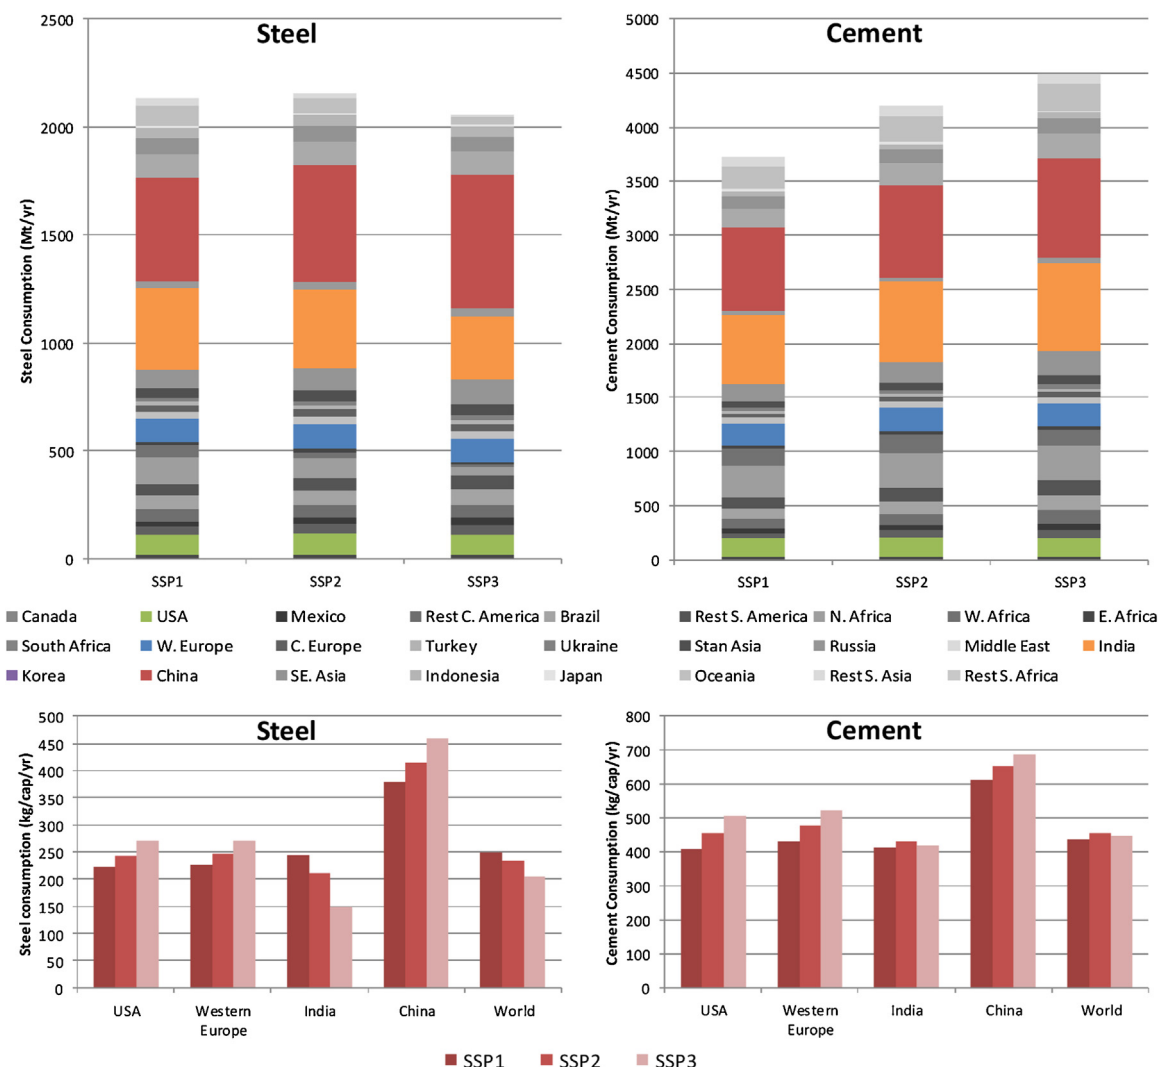 Steel
Steel Consumption (Mt/yr)
2500
2000
1500
1000
500
0
SSP1 SSP2 SSP3
Cement
Cement Consumption (Mt/yr)
5000
4500
4000
3500
3000
2500
2000
1500
1000
500
0
SSP1 SSP2 SSP3
Canada USA Mexico Rest C. America Brazil
South Africa W. Europe C. Europe Turkey Ukraine
Korea China SE. Asia Indonesia Japan
Rest S. America N. Africa W. Africa E. Africa
Stan Asia Russia Middle East India
Oceania Rest S. Asia Rest S. Africa
Steel
Steel consumption (kg/cap/yr)
500
450
400
350
300
250
200
150
100
50
0
USA Western India China World
Europe
Cement
Cement Consumption (kg/cap/yr)
800
700
600
500
400
300
200
100
0
USA Western India China World
Europe
SSP1 SSP2 SSP3